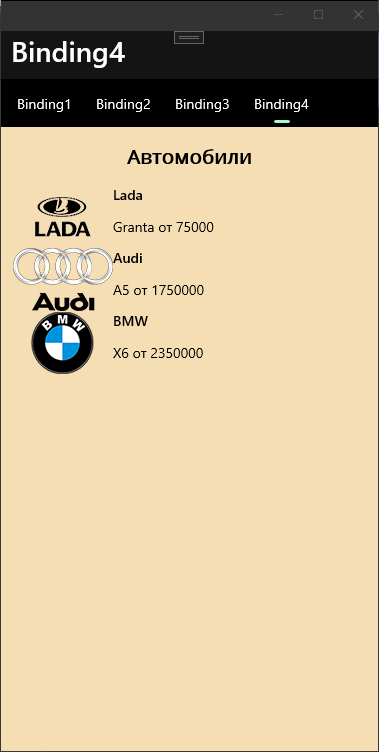 Binding4
Binding1 Binding2 Binding3 Binding4
Автомобили
Lada
LADA
Granta от 75000
Audi
Audi
A5 от 1750000
BMW
BMW
X6 от 2350000